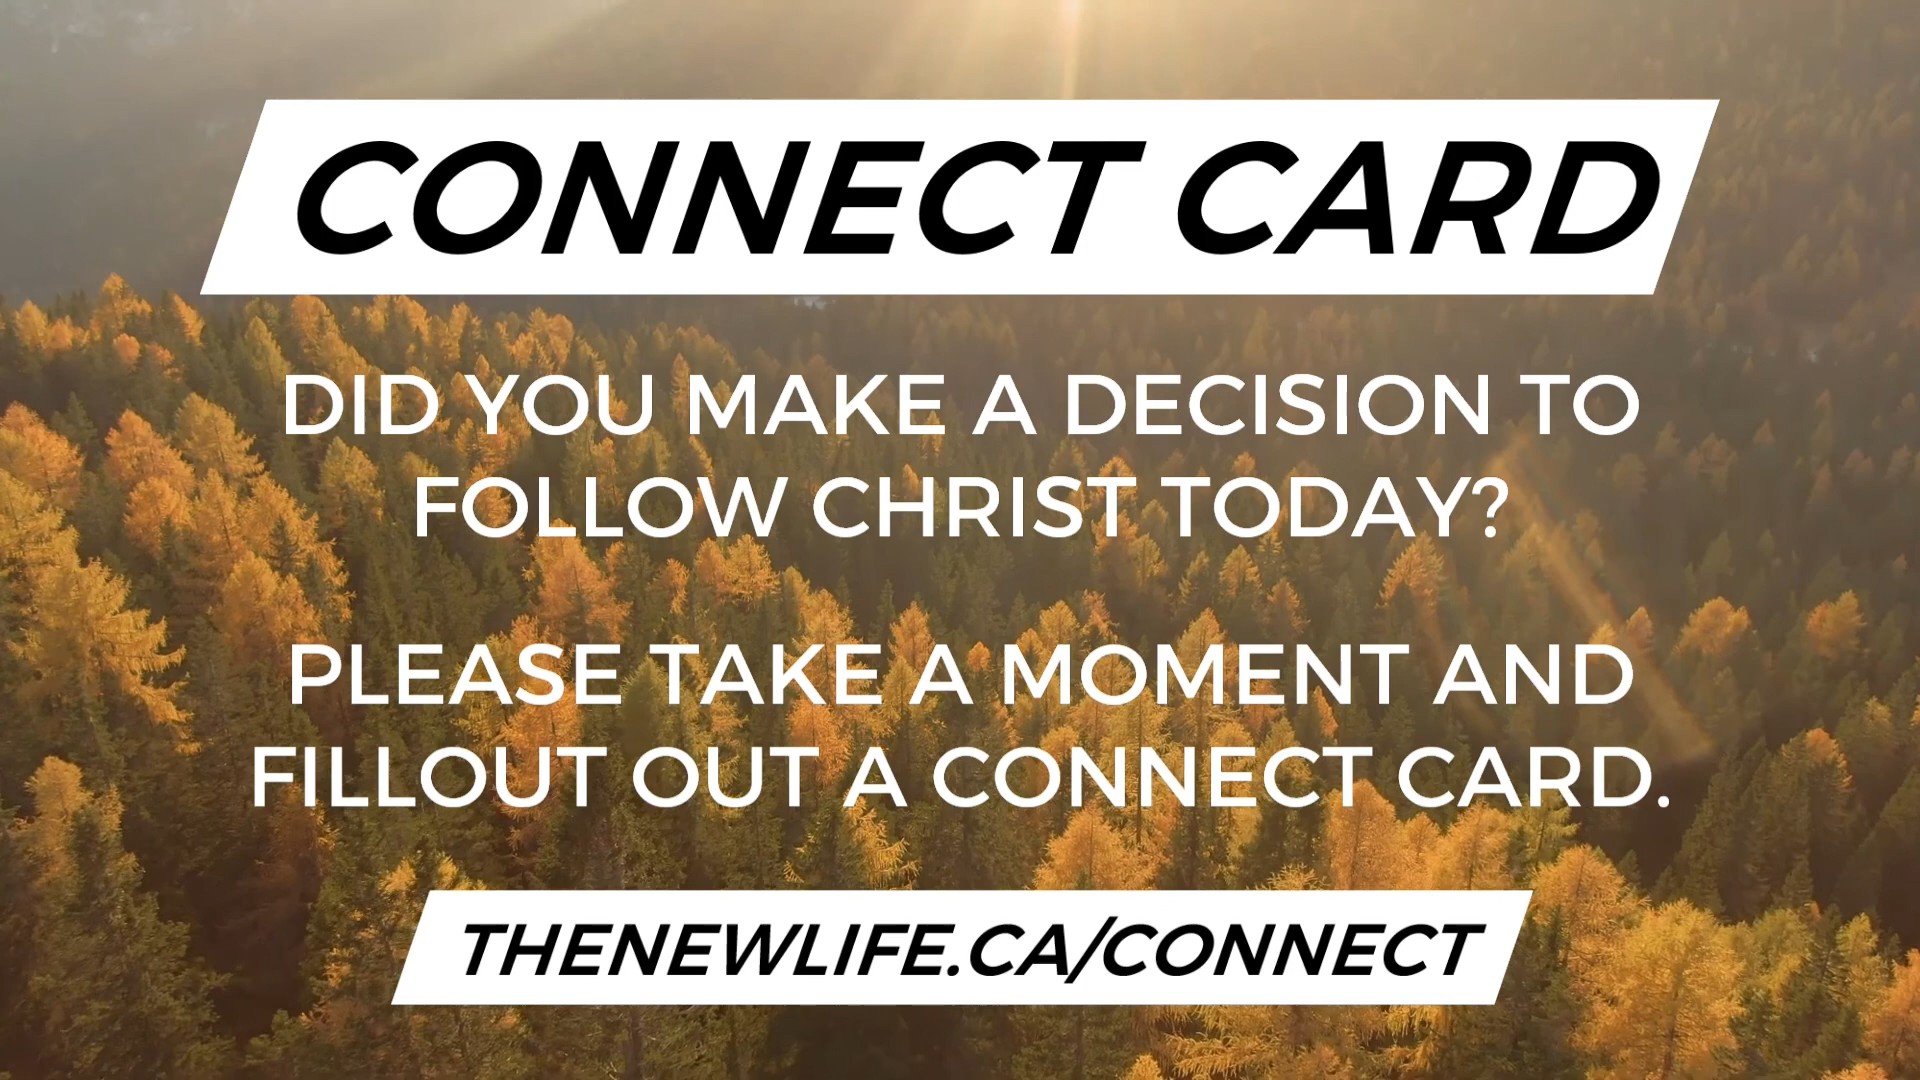 CONNECT CARD
DID YOU MAKE A DECISION TO
FOLLOW CHRIST TODAY?
PLEASE TAKE A MOMENT AND
FILLOUT OUT A CONNECT CARD.
THENEWLIFE.CA/CONNECT